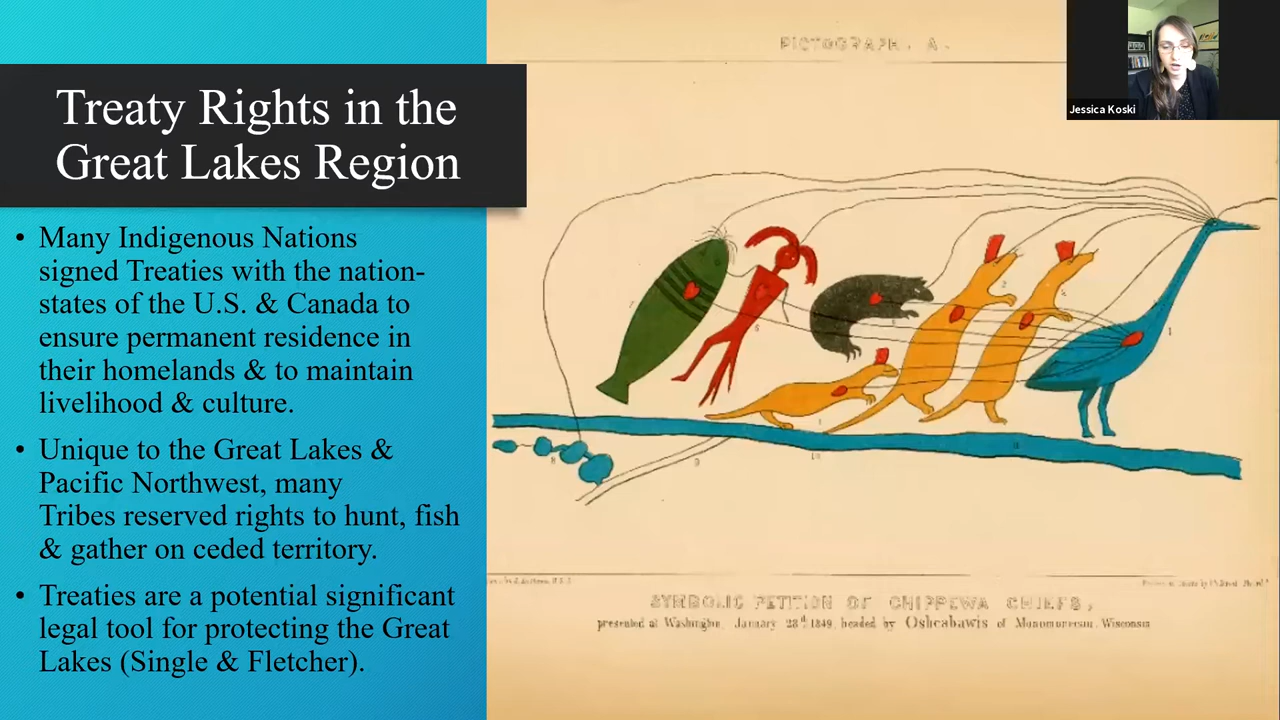 PICTOGRAPH. A.
Jessica Koski
Treaty Rights in the
Great Lakes Region
• Many Indigenous Nations
signed Treaties with the nation-
states of the U.S. & Canada to
ensure permanent residence in
their homelands & to maintain
livelihood & culture.
• Unique to the Great Lakes &
Pacific Northwest, many
Tribes reserved rights to hunt, fish
& gather on ceded territory.
• Treaties are a potential significant
legal tool for protecting the Great
Lakes (Single & Fletcher).
SYMBOLIC PETITION OF CHIPPEWA CHIEFS,
presented at Washington, January 28th 1849, headed by Oshcabawis of Monomonecau, Wisconsin